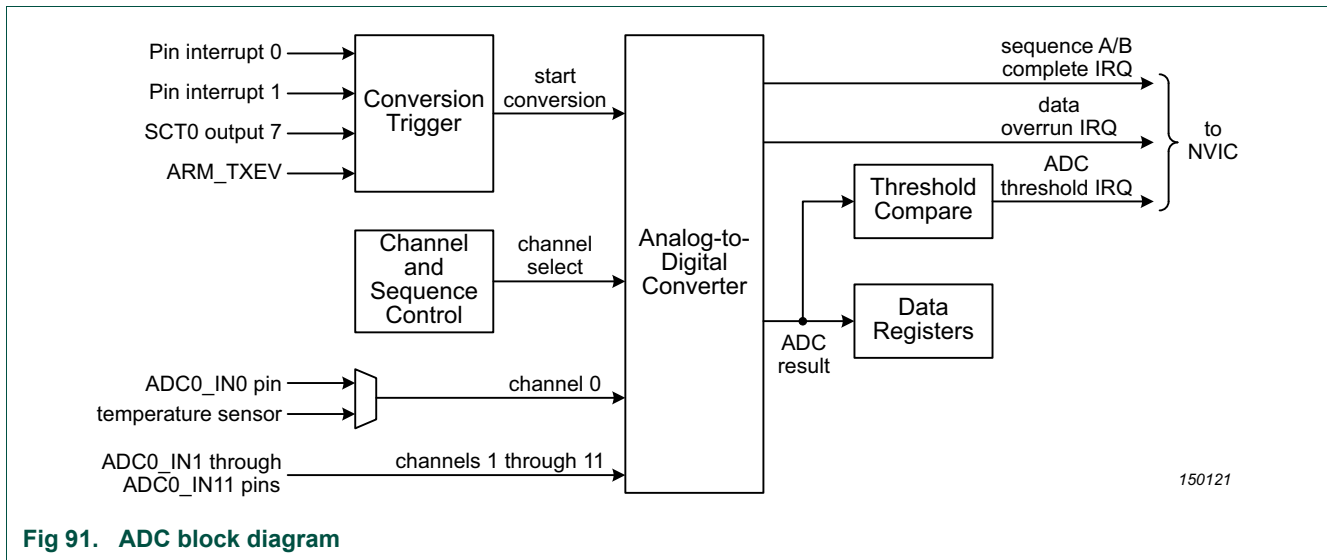 Pin interrupt 0
Pin interrupt 1
SCT0 output 7
ARM_TXEV
Conversion
Trigger
start
conversion
Channel
and
Sequence
Control
channel
select
ADC0_IN0 pin
temperature sensor
channel 0
ADC0_IN1 through
ADC0_IN11 pins
channels 1 through 11
Analog-to-
Digital
Converter
sequence A/B
complete IRQ
data
overrun IRQ
ADC
threshold IRQ
to
NVIC
Threshold
Compare
Data
Registers
ADC
result
150121
Fig 91. ADC block diagram